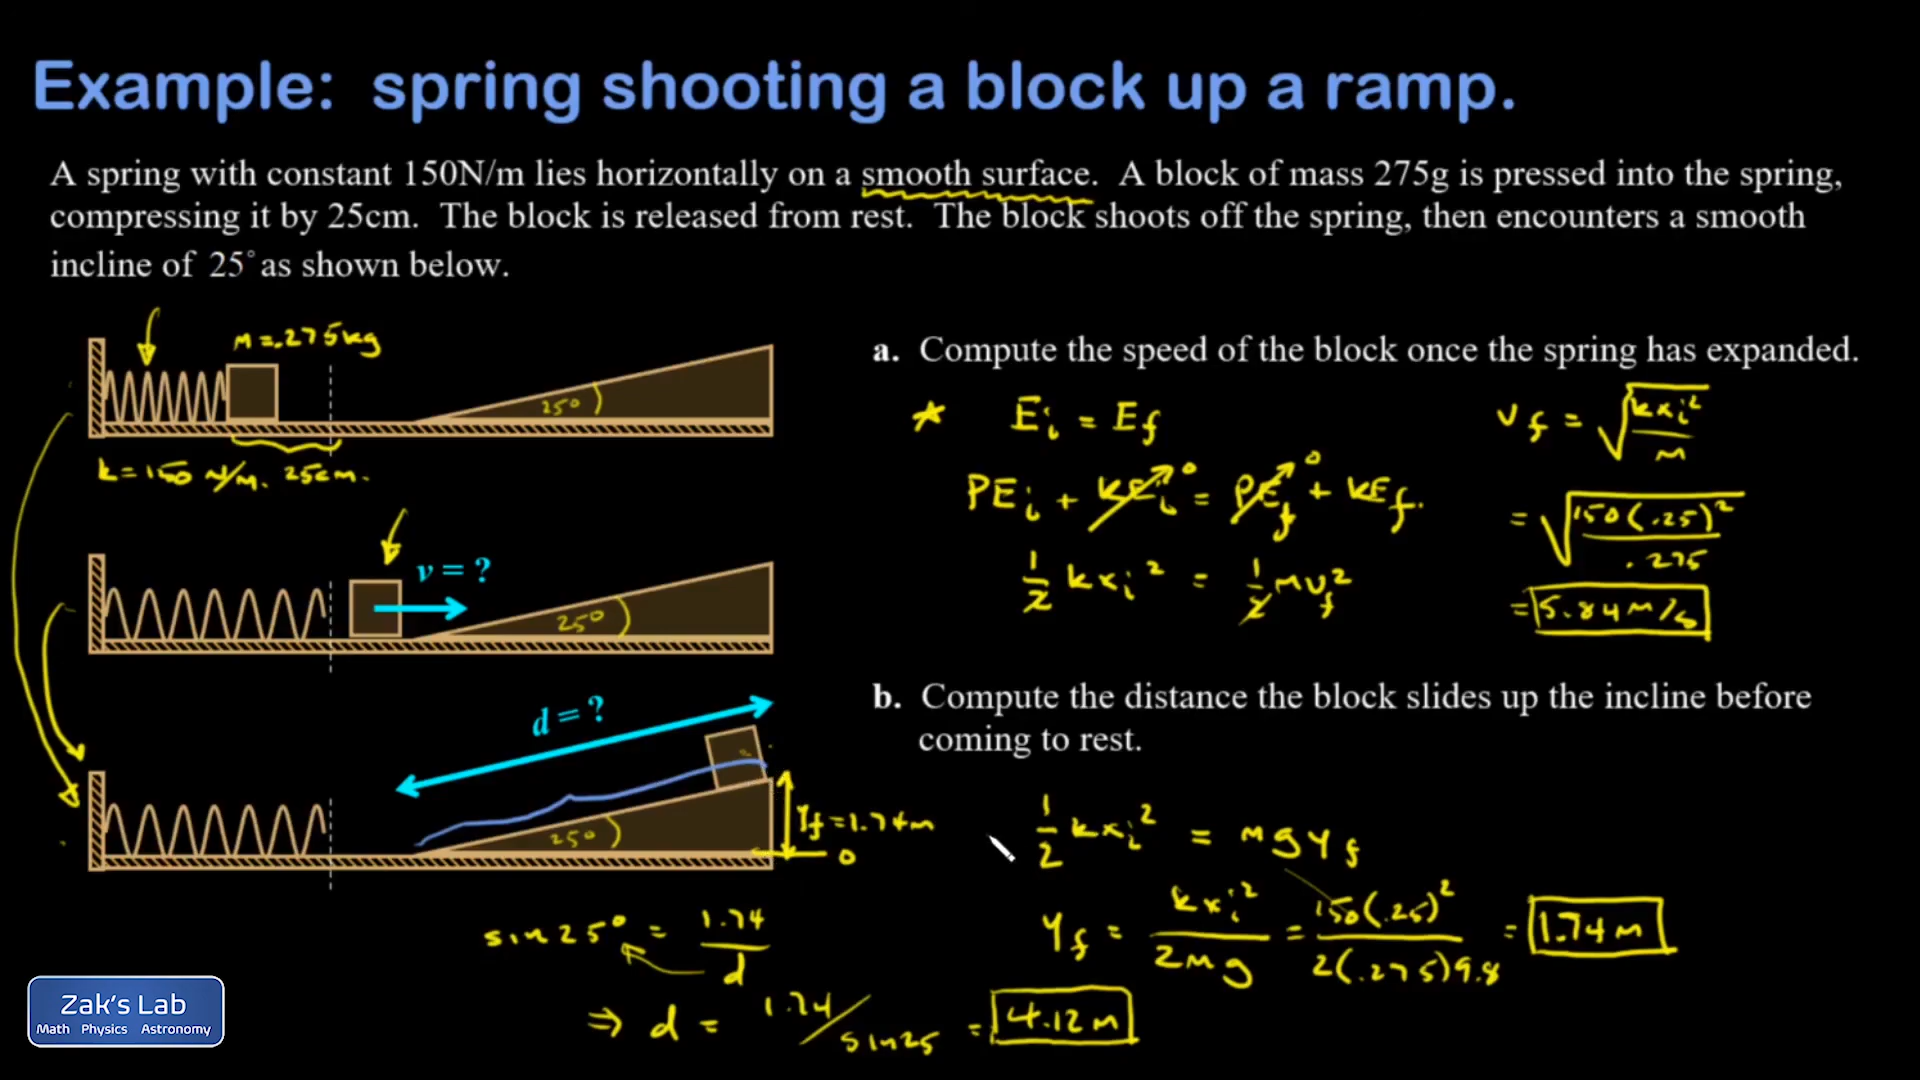 Example: spring shooting a block up a ramp.
A spring with constant 150N/m lies horizontally on a smooth surface. A block of mass 275g is pressed into the spring,
compressing it by 25cm. The block is released from rest. The block shoots off the spring, then encounters a smooth
incline of 25° as shown below.
M=.275kg
25°
k=150 N/m. 25cm.
v = ?
25°
d = ?
25°
yf=1.74m
0
sin25° = 1.74/d
⇒ d = 1.74/sin25 = 4.12m
a. Compute the speed of the block once the spring has expanded.
★ Ei = Ef
PEi + KEi→0 = PEf→0 + KEf.
1/2 kxi² = 1/2 mvf²
vf = √(kxi²/m)
= √(150(.25)²/.275)
= 5.84m/s
b. Compute the distance the block slides up the incline before
coming to rest.
1/2 kxi² = mgyf
yf = kxi²/2mg = 150(.25)²/2(.275)9.8 = 1.74m
Zak's Lab
Math Physics Astronomy